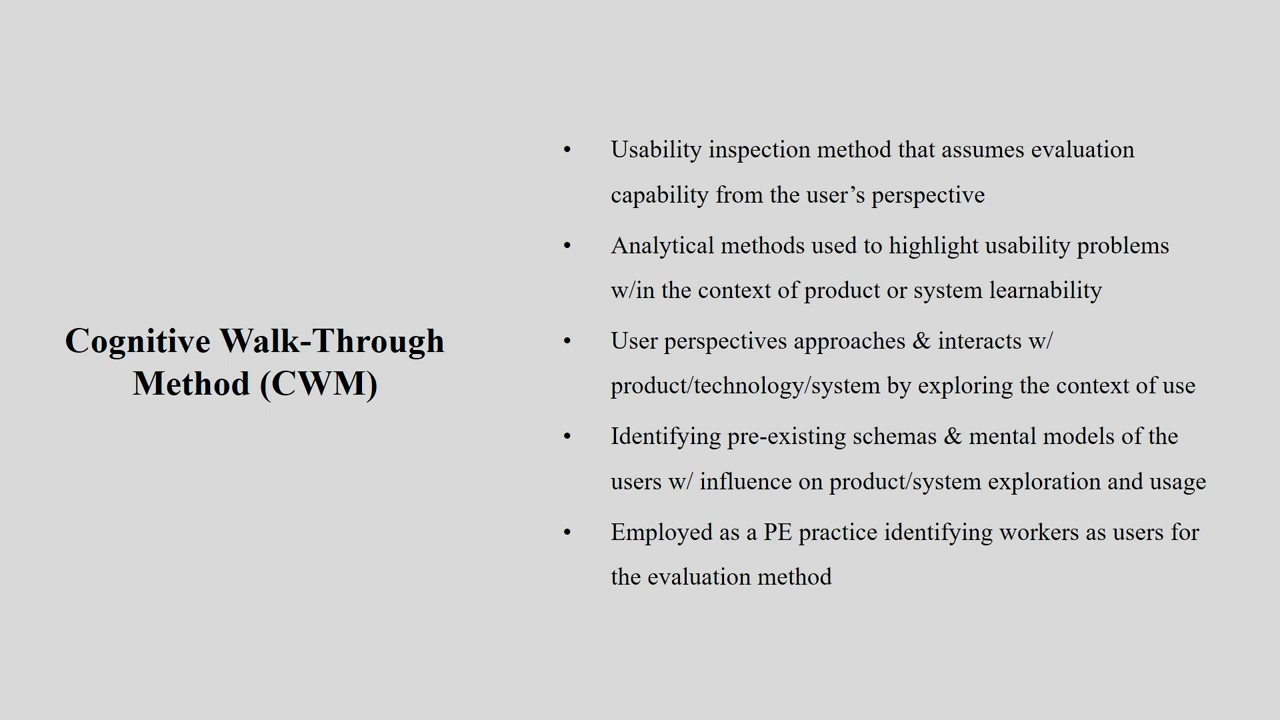 Cognitive Walk-Through
Method (CWM)
• Usability inspection method that assumes evaluation
capability from the user’s perspective
• Analytical methods used to highlight usability problems
w/in the context of product or system learnability
• User perspectives approaches & interacts w/
product/technology/system by exploring the context of use
• Identifying pre-existing schemas & mental models of the
users w/ influence on product/system exploration and usage
• Employed as a PE practice identifying workers as users for
the evaluation method